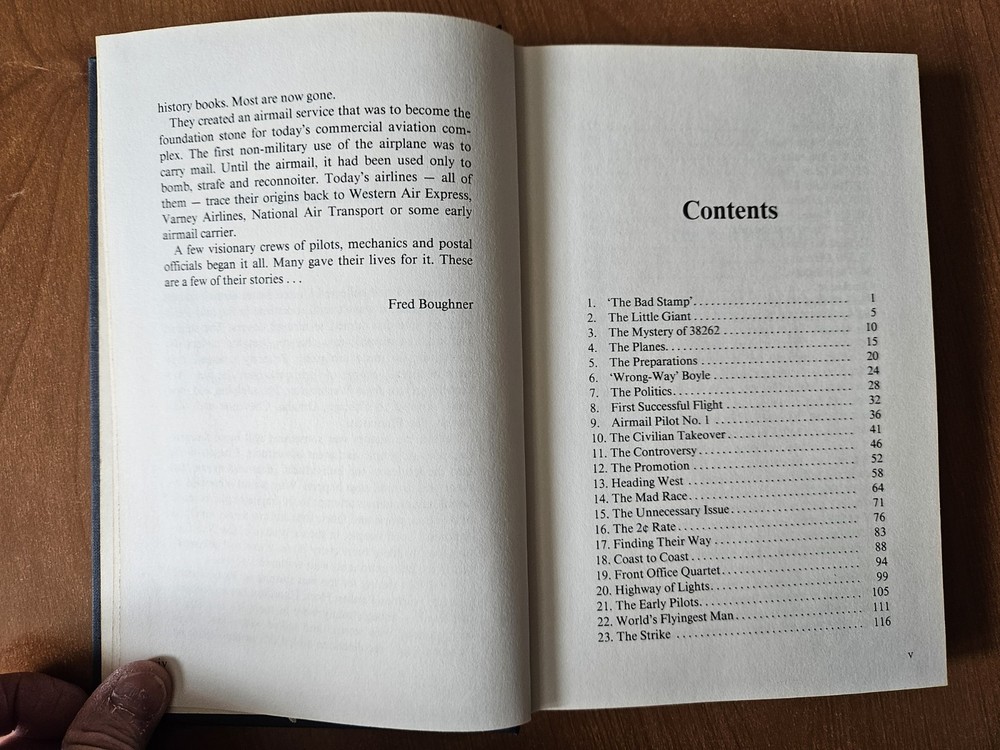 history books. Most are now gone.
They created an airmail service that was to become the
foundation stone for today's commercial aviation com-
plex. The first non-military use of the airplane was to
carry mail. Until the airmail, it had been used only to
bomb, strafe and reconnoiter. Today's airlines — all of
them — trace their origins back to Western Air Express,
Varney Airlines, National Air Transport or some early
airmail carrier.
A few visionary crews of pilots, mechanics and postal
officials began it all. Many gave their lives for it. These
are a few of their stories . . .
Fred Boughner
iv
Contents
1. 'The Bad Stamp' 1
2. The Little Giant 5
3. The Mystery of 38262 10
4. The Planes 15
5. The Preparations 20
6. 'Wrong-Way' Boyle 24
7. The Politics 28
8. First Successful Flight 32
9. Airmail Pilot No. 1 36
10. The Civilian Takeover 41
11. The Controversy 46
12. The Promotion 52
13. Heading West 58
14. The Mad Race 64
15. The Unnecessary Issue 71
16. The 2¢ Rate 76
17. Finding Their Way 83
18. Coast to Coast 88
19. Front Office Quartet 94
20. Highway of Lights 99
21. The Early Pilots 105
22. World's Flyingest Man 111
23. The Strike 116
v